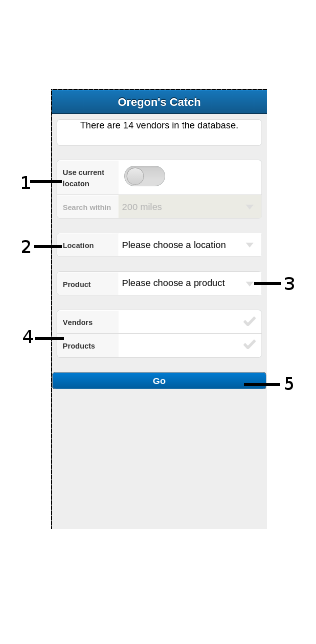 Oregon's Catch
There are 14 vendors in the database.
1
Use current
locaton
Search within
200 miles
2
Location
Please choose a location
Product
Please choose a product
3
4
Vendors
Products
Go
5